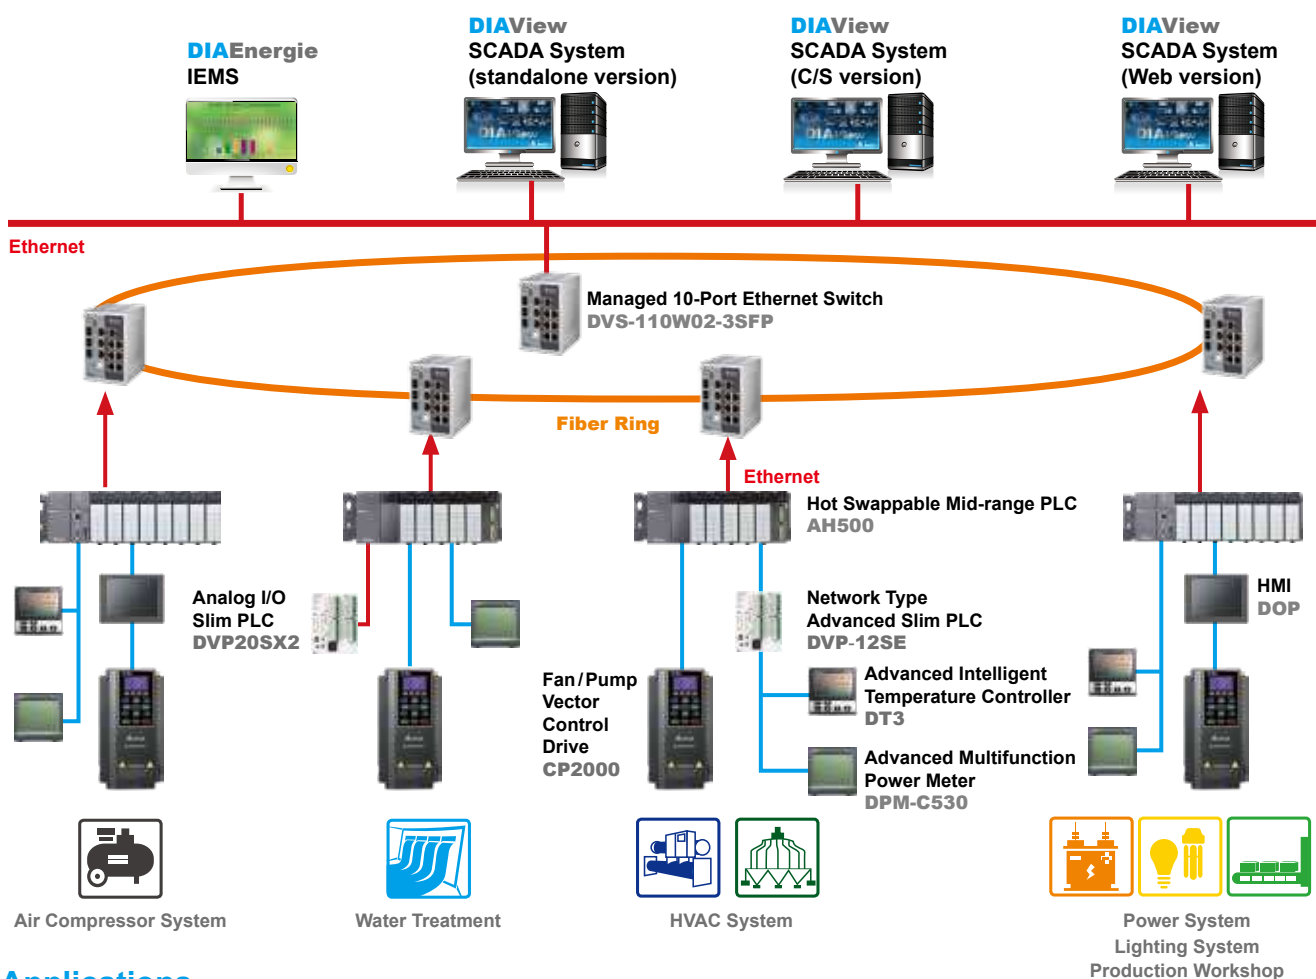 DIAEnergie
IEMS
DIAView
SCADA System
(standalone version)
DIAView
SCADA System
(C/S version)
DIAView
SCADA System
(Web version)
Ethernet
Managed 10-Port Ethernet Switch
DVS-110W02-3SFP
Fiber Ring
Ethernet
Hot Swappable Mid-range PLC
AH500
Analog I/O
Slim PLC
DVP20SX2
Network Type
Advanced Slim PLC
DVP-12SE
HMI
DOP
Fan/Pump
Vector
Control
Drive
CP2000
Advanced Intelligent
Temperature Controller
DT3
Advanced Multifunction
Power Meter
DPM-C530
Air Compressor System
Water Treatment
HVAC System
Power System
Lighting System
Production Workshop
Applications